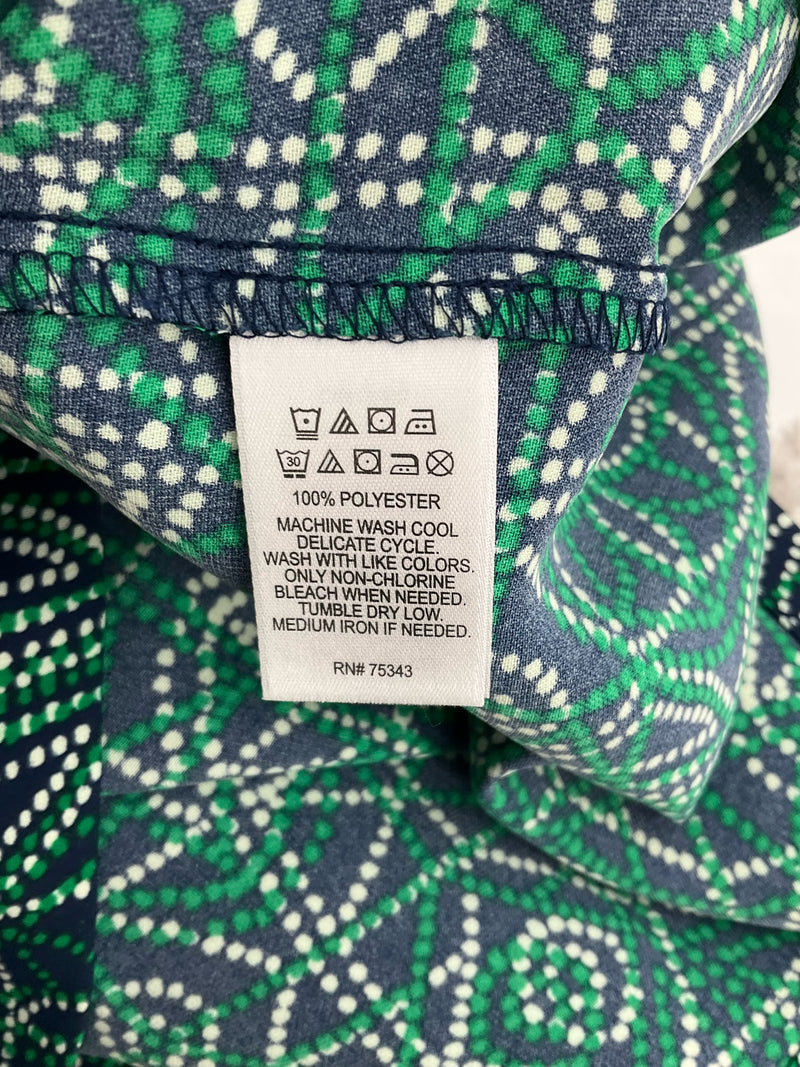 30
100% POLYESTER
MACHINE WASH COOL
DELICATE CYCLE.
WASH WITH LIKE COLORS.
ONLY NON-CHLORINE
BLEACH WHEN NEEDED.
TUMBLE DRY LOW.
MEDIUM IRON IF NEEDED.
RN# 75343